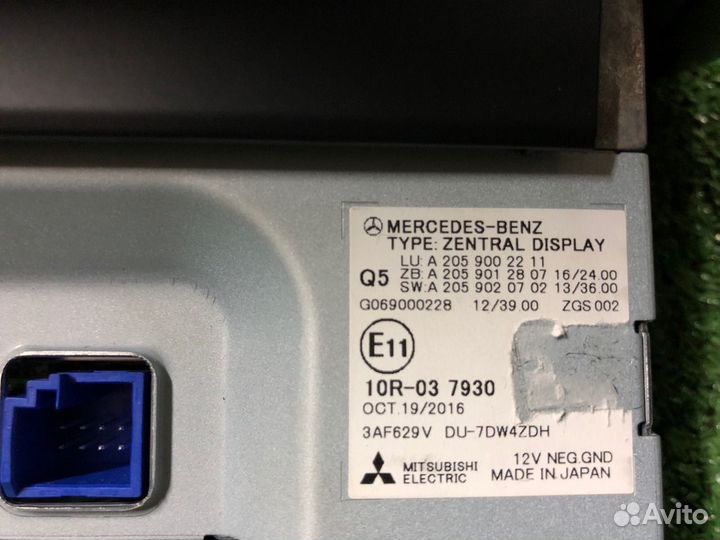 MERCEDES-BENZ
TYPE: ZENTRAL DISPLAY
LU: A 205 900 22 11
Q5 ZB: A 205 901 28 07 16/24.00
SW: A 205 902 07 02 13/36.00
G069000228 12/39.00 ZGS 002
E11
10R-03 7930
OCT.19/2016
3AF629V DU-7DW4ZDH
12V NEG.GND
MITSUBISHI
ELECTRIC
MADE IN JAPAN
Avito